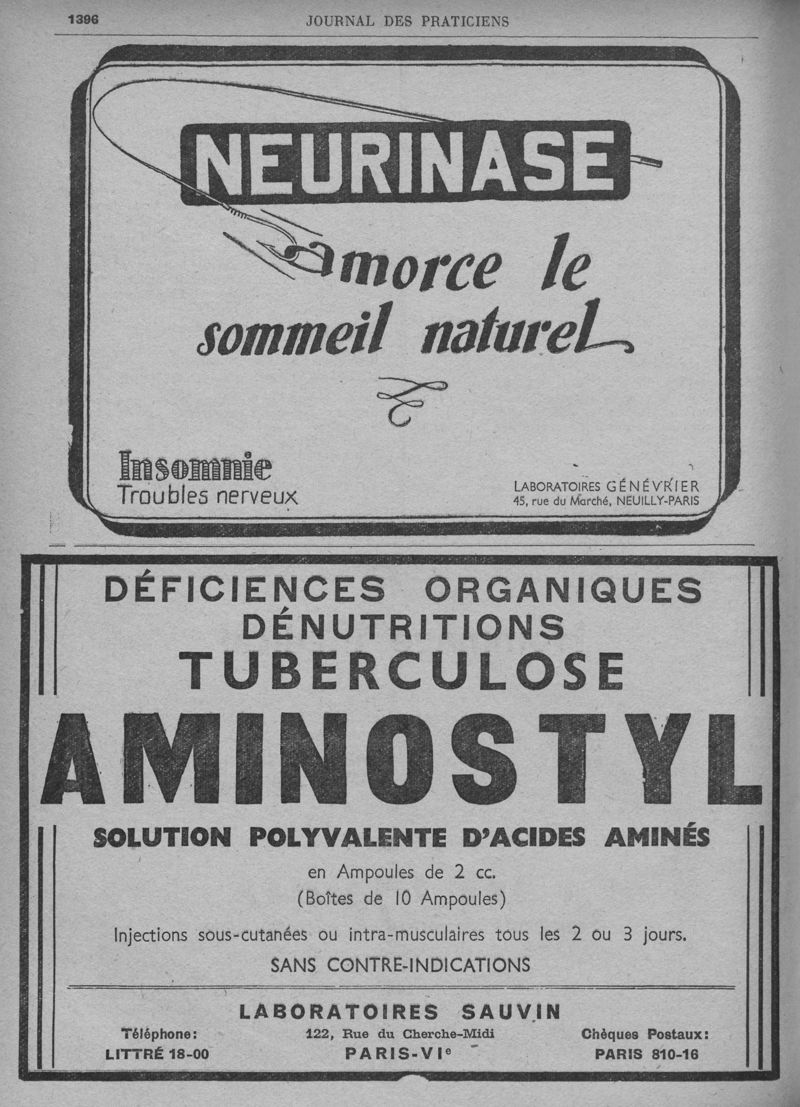 1396
JOURNAL DES PRATICIENS
NEURINASE
amorce le
sommeil naturel
Insomnie
Troubles nerveux
LABORATOIRES GÉNÉVRIER
45, rue du Marché, NEUILLY-PARIS
DÉFICIENCES ORGANIQUES
DÉNUTRITIONS
TUBERCULOSE
AMINOSTYL
SOLUTION POLYVALENTE D'ACIDES AMINÉS
en Ampoules de 2 cc.
(Boîtes de 10 Ampoules)
Injections sous-cutanées ou intra-musculaires tous les 2 ou 3 jours.
SANS CONTRE-INDICATIONS
LABORATOIRES SAUVIN
Téléphone:
LITTRÉ 18-00
122, Rue du Cherche-Midi
PARIS-VIe
Chèques Postaux:
PARIS 810-16